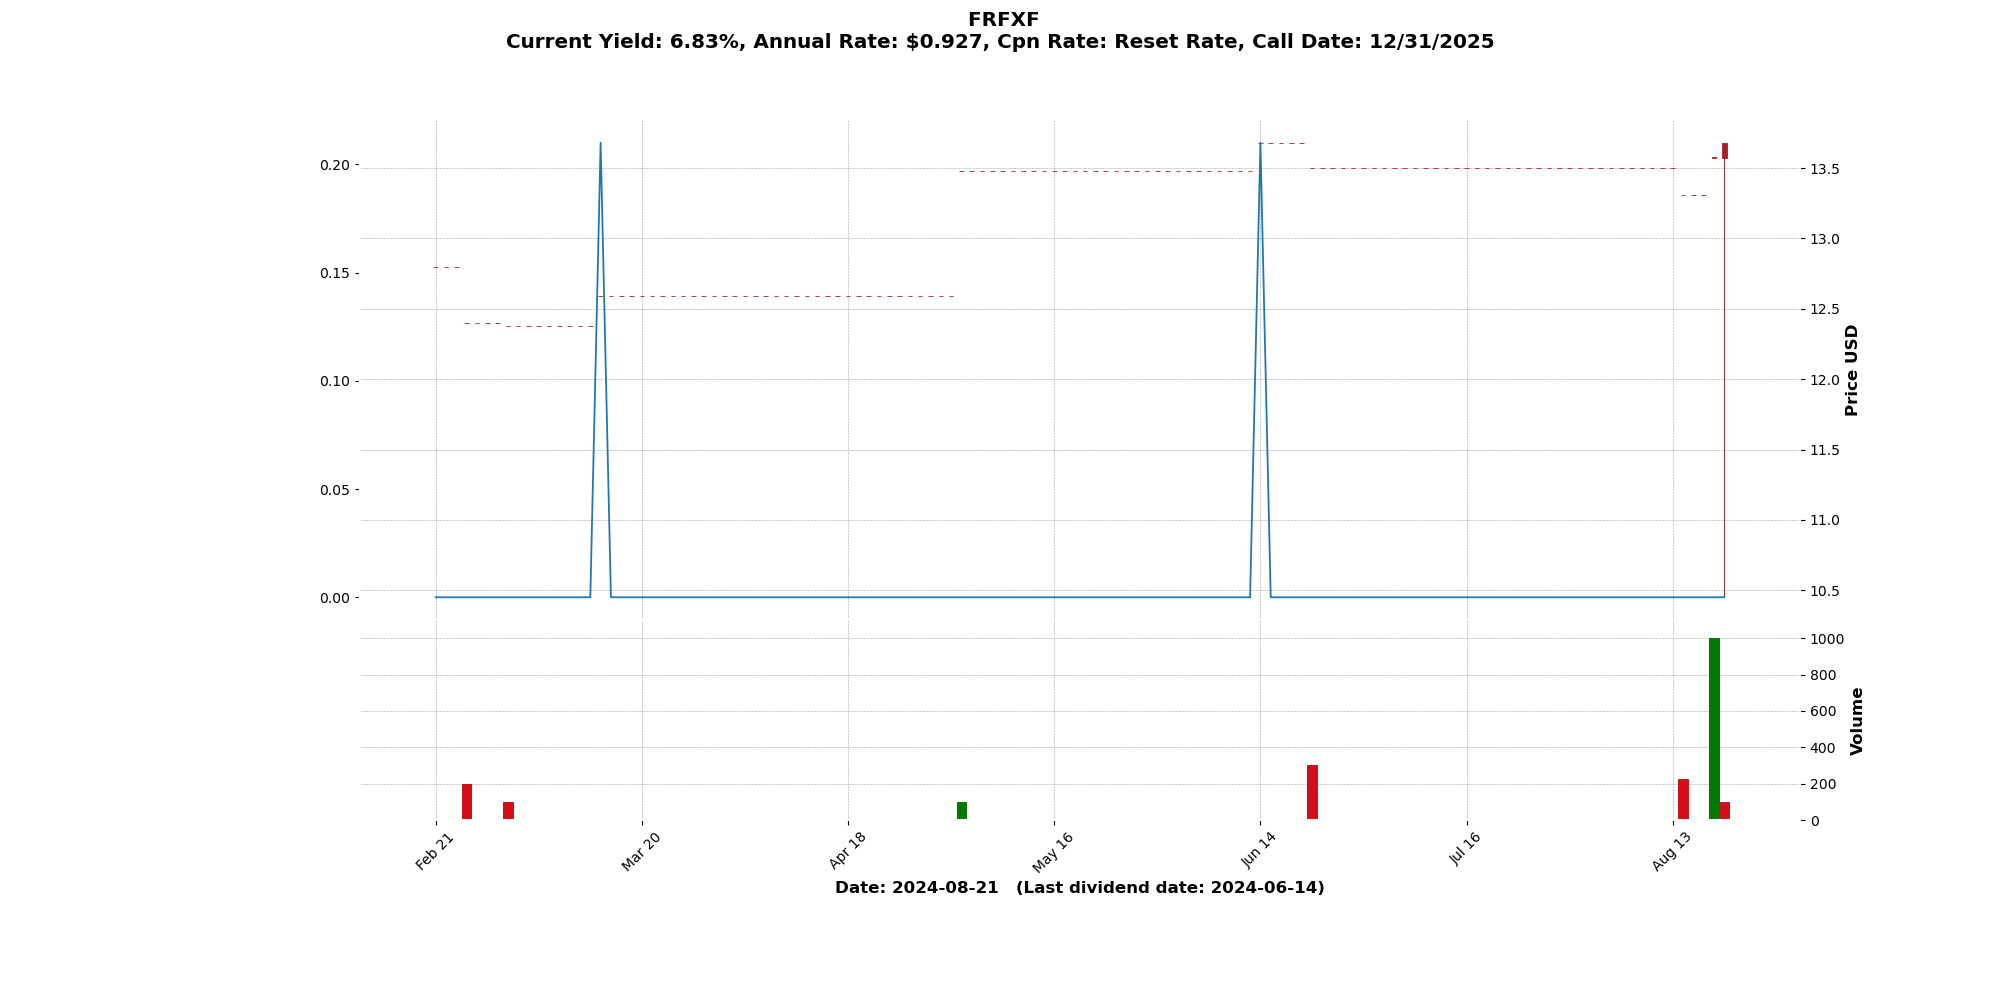 FRFXF
Current Yield: 6.83%, Annual Rate: $0.927, Cpn Rate: Reset Rate, Call Date: 12/31/2025
0.20
0.15
0.10
0.05
0.00
13.5
13.0
12.5
12.0
11.5
11.0
10.5
Price USD
1000
800
600
400
200
0
Volume
Feb 21
Mar 20
Apr 18
May 16
Jun 14
Jul 16
Aug 13
Date: 2024-08-21   (Last dividend date: 2024-06-14)